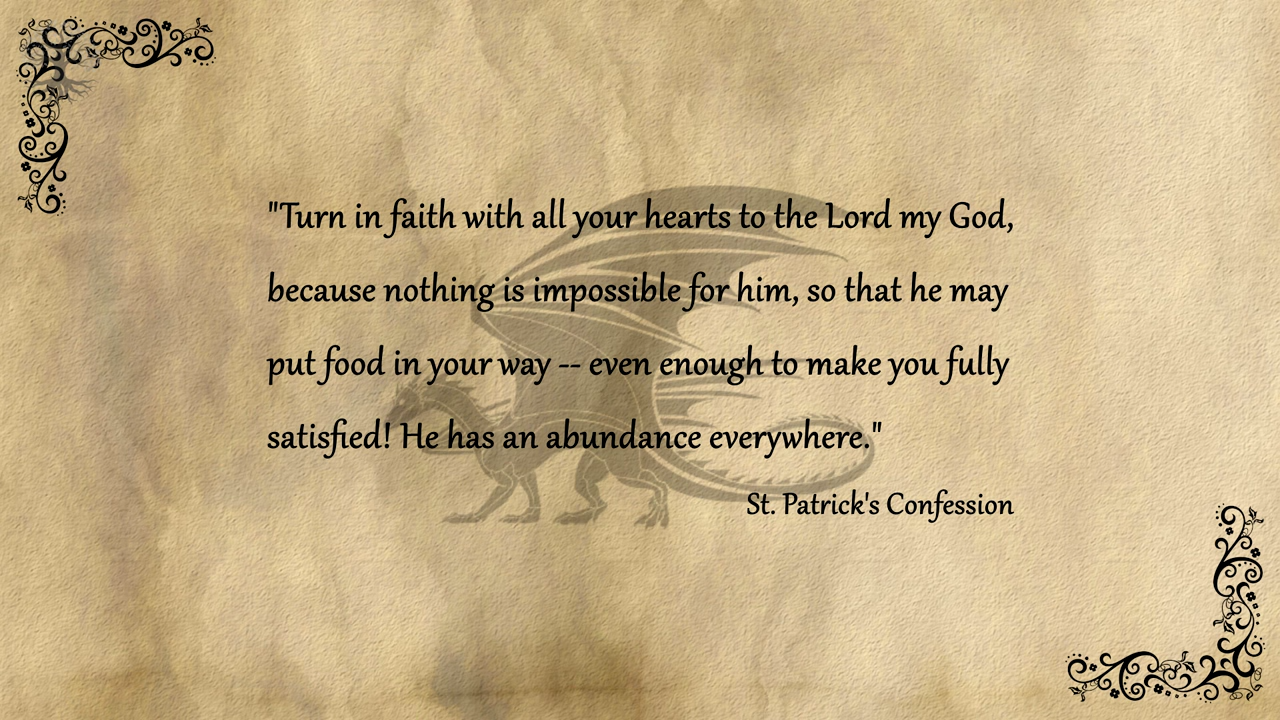 "Turn in faith with all your hearts to the Lord my God,
because nothing is impossible for him, so that he may
put food in your way -- even enough to make you fully
satisfied! He has an abundance everywhere."
St. Patrick's Confession